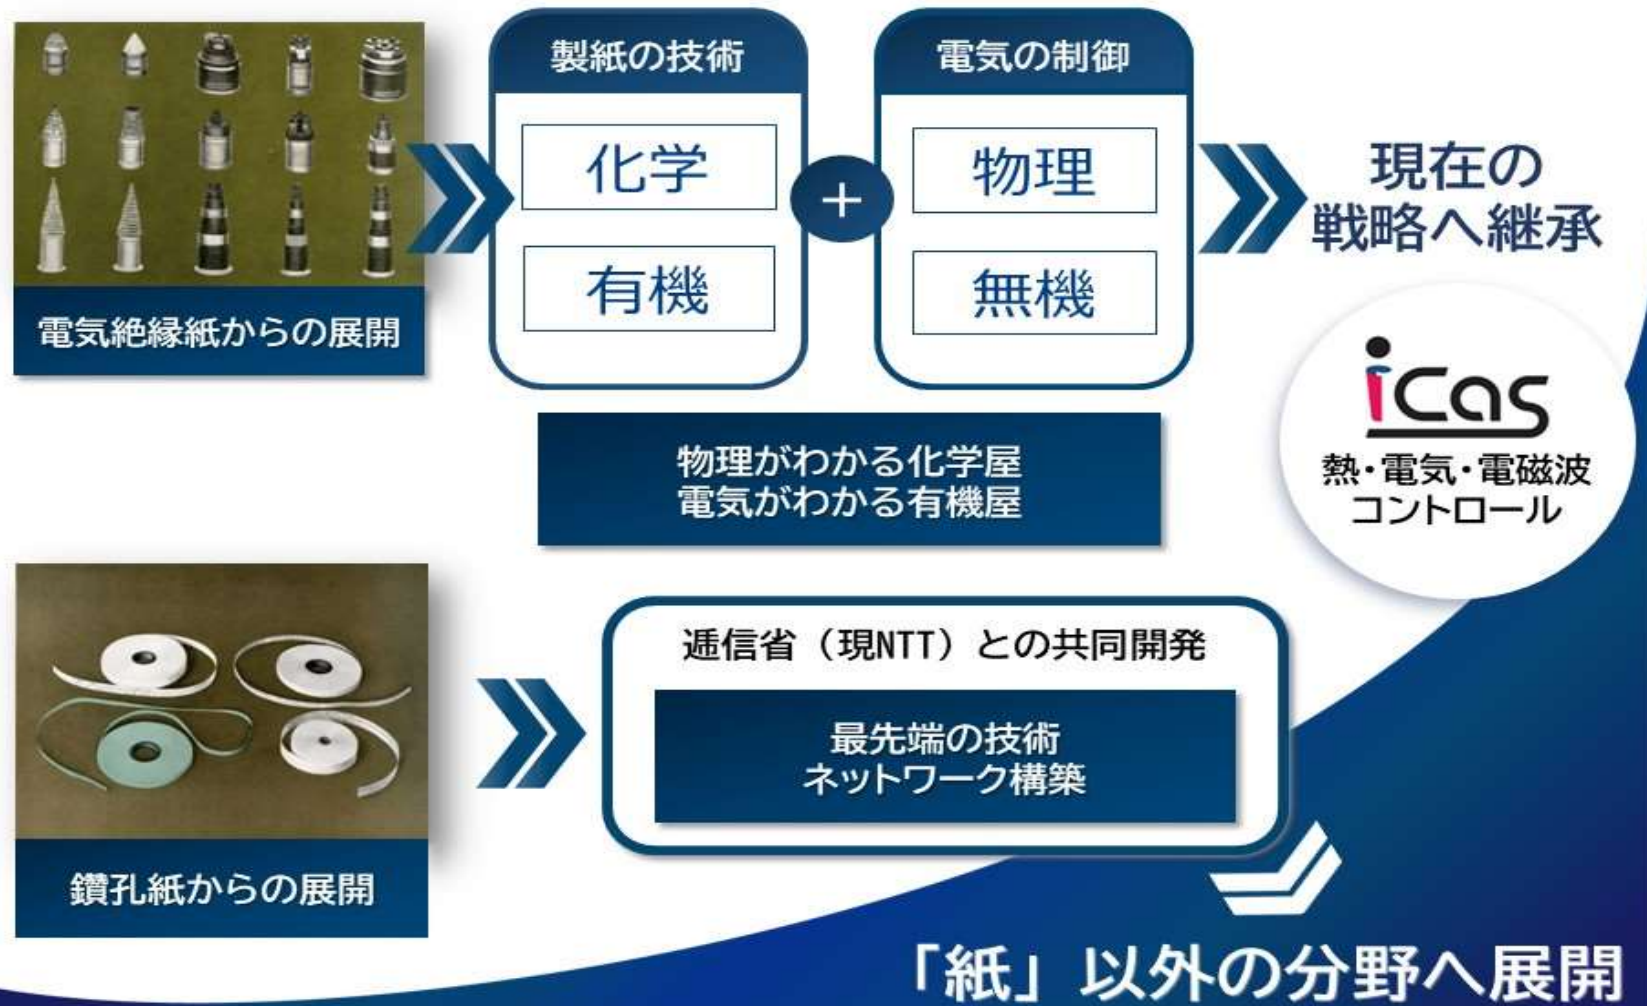 製紙の技術
化学
有機
+
電気の制御
物理
無機
現在の
戦略へ継承
電気絶縁紙からの展開
物理がわかる化学屋
電気がわかる有機屋
iCas
熱・電気・電磁波
コントロール
逓信省（現NTT）との共同開発
最先端の技術
ネットワーク構築
鑽孔紙からの展開
「紙」以外の分野へ展開